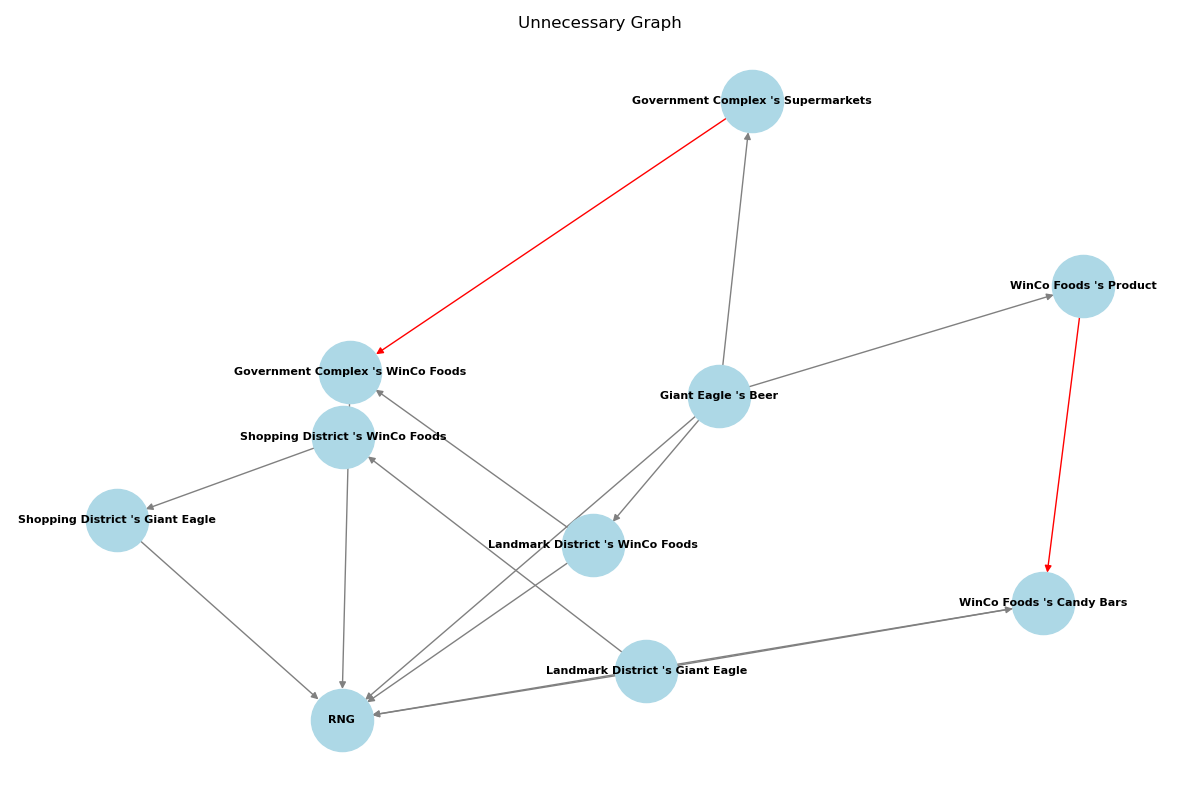 Unnecessary Graph
Government Complex 's Supermarkets
WinCo Foods 's Product
Government Complex 's WinCo Foods
Giant Eagle 's Beer
Shopping District 's WinCo Foods
Shopping District 's Giant Eagle
Landmark District 's WinCo Foods
WinCo Foods 's Candy Bars
Landmark District 's Giant Eagle
RNG